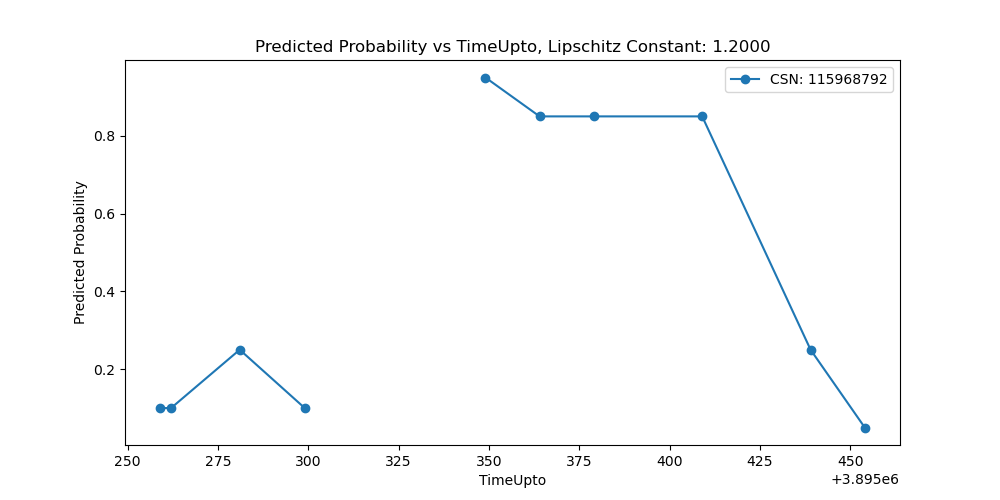 Predicted Probability vs TimeUpto, Lipschitz Constant: 1.2000
CSN: 115968792
Predicted Probability
0.8
0.6
0.4
0.2
250 275 300 325 350 375 400 425 450
TimeUpto
+3.895e6